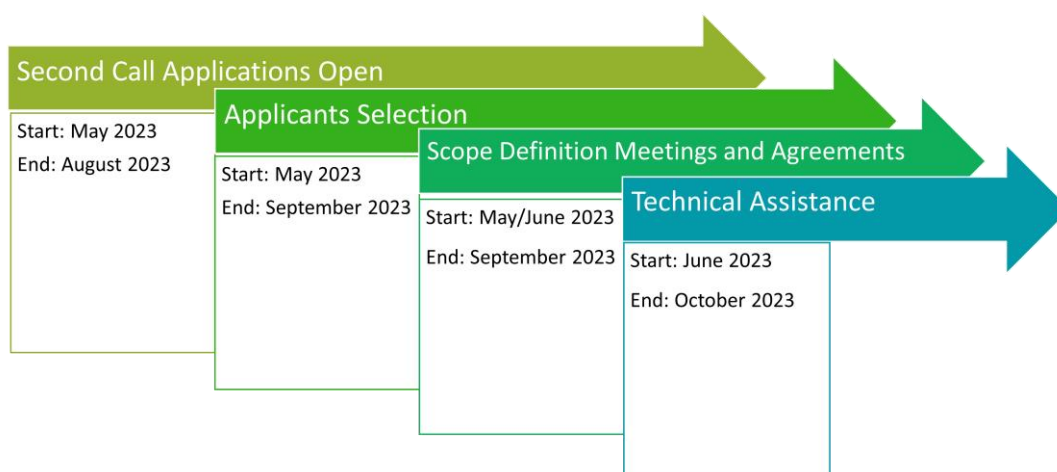 Second Call Applications Open
Start: May 2023
End: August 2023
Applicants Selection
Start: May 2023
End: September 2023
Scope Definition Meetings and Agreements
Start: May/June 2023
End: September 2023
Technical Assistance
Start: June 2023
End: October 2023